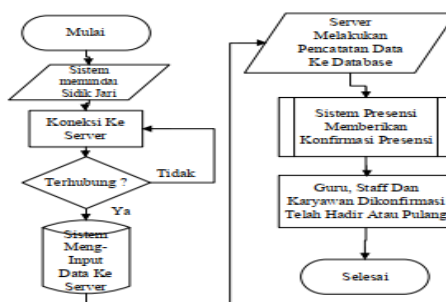 Mulai
Sistem
memindai
Sidik Jari
Koneksi Ke
Server
Terhubung ?
Tidak
Ya
Sistem
Meng-
Input
Data Ke
Server
Server
Melakukan
Pencatatan Data
Ke Database
Sistem Presensi
Memberikan
Konfirmasi Presensi
Guru, Staff Dan
Karyawan Dikonfirmasi
Telah Hadir Atau Pulang
Selesai